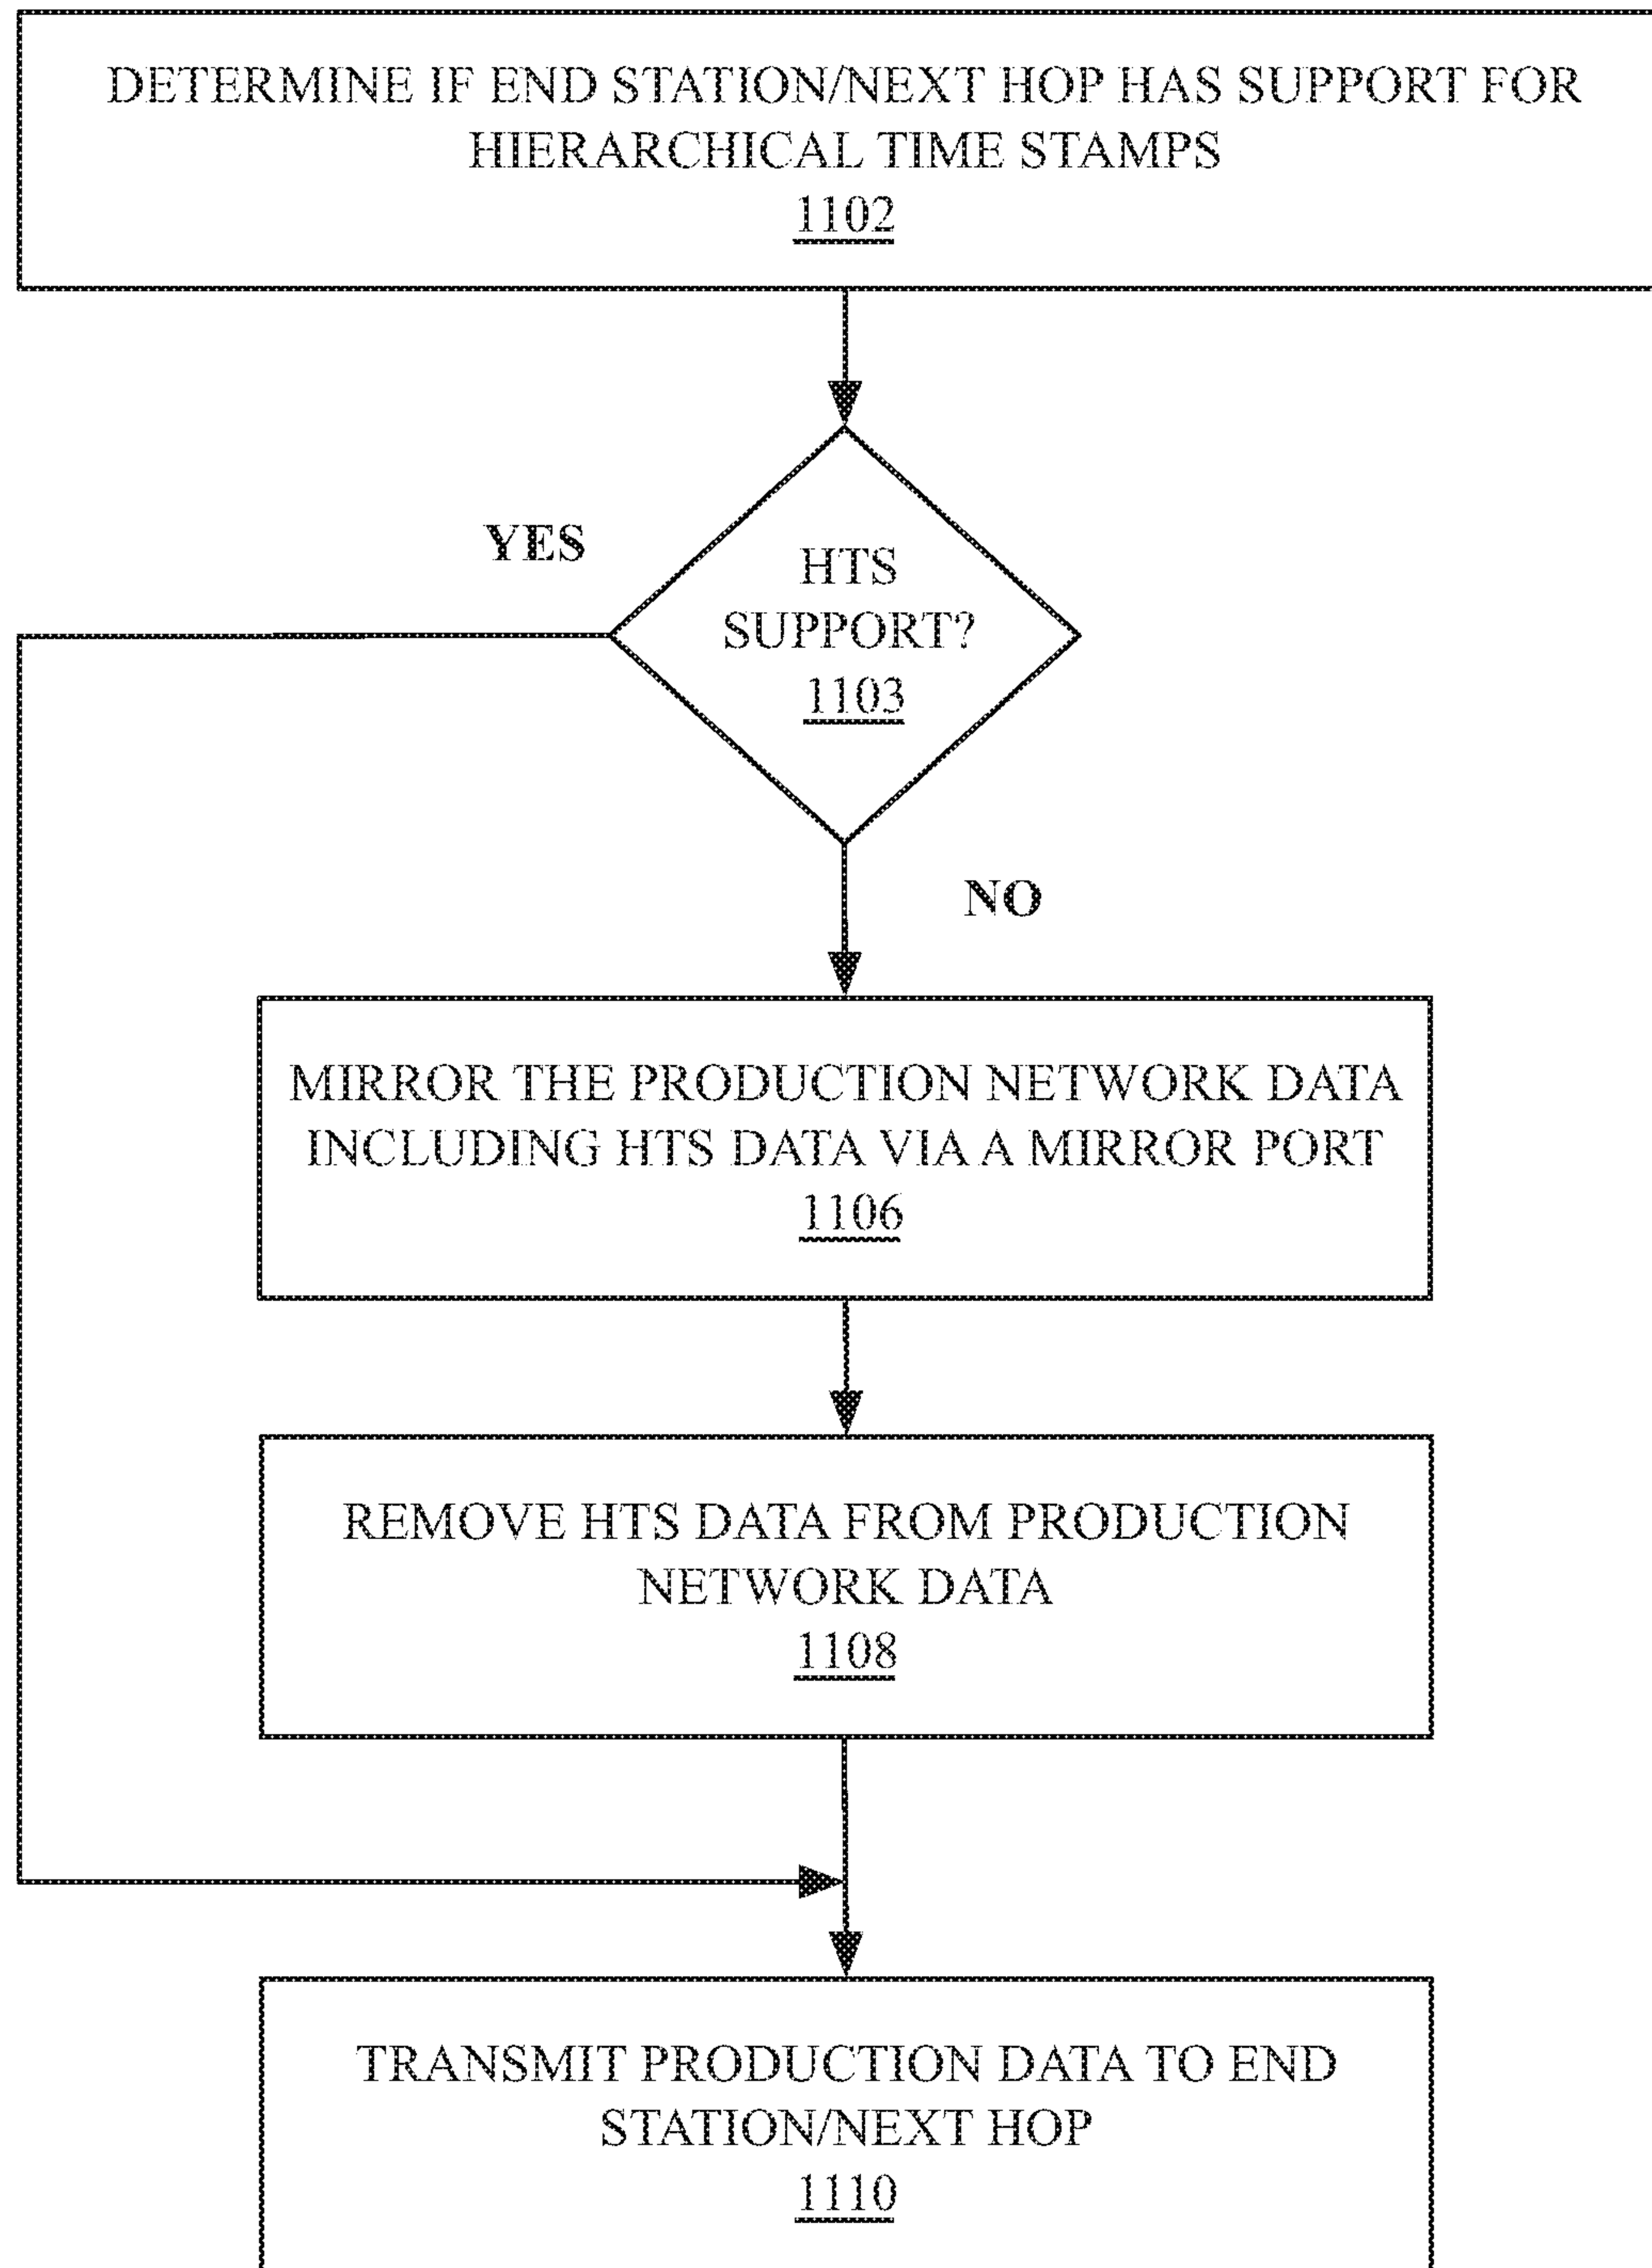 DETERMINE IF END STATION/NEXT HOP HAS SUPPORT FOR
HIERARCHICAL TIME STAMPS
1102
YES
HTS
SUPPORT?
1103
NO
MIRROR THE PRODUCTION NETWORK DATA
INCLUDING HTS DATA VIA A MIRROR PORT
1106
REMOVE HTS DATA FROM PRODUCTION
NETWORK DATA
1108
TRANSMIT PRODUCTION DATA TO END
STATION/NEXT HOP
1110